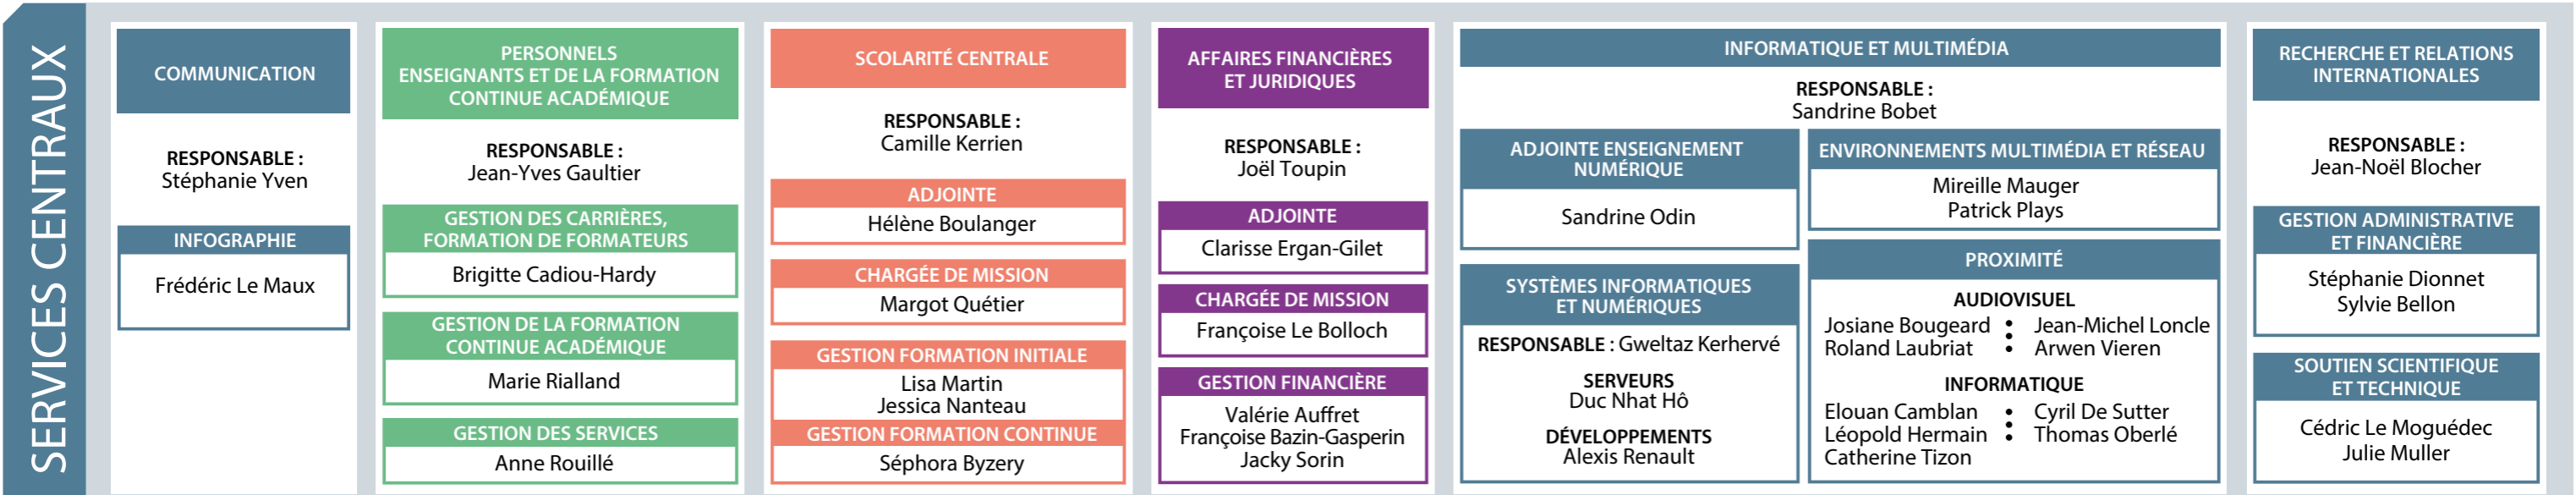 SERVICES CENTRAUX
COMMUNICATION
RESPONSABLE :
Stéphanie Yven
INFOGRAPHIE
Frédéric Le Maux
PERSONNELS
ENSEIGNANTS ET DE LA FORMATION
CONTINUE ACADÉMIQUE
RESPONSABLE :
Jean-Yves Gaultier
GESTION DES CARRIÈRES,
FORMATION DE FORMATEURS
Brigitte Cadiou-Hardy
GESTION DE LA FORMATION
CONTINUE ACADÉMIQUE
Marie Rialland
GESTION DES SERVICES
Anne Rouillé
SCOLARITÉ CENTRALE
RESPONSABLE :
Camille Kerrien
ADJOINTE
Hélène Boulanger
CHARGÉE DE MISSION
Margot Quétier
GESTION FORMATION INITIALE
Lisa Martin
Jessica Nanteau
GESTION FORMATION CONTINUE
Séphora Byzery
AFFAIRES FINANCIÈRES
ET JURIDIQUES
RESPONSABLE :
Joël Toupin
ADJOINTE
Clarisse Ergan-Gilet
CHARGÉE DE MISSION
Françoise Le Bolloch
GESTION FINANCIÈRE
Valérie Auffret
Françoise Bazin-Gasperin
Jacky Sorin
INFORMATIQUE ET MULTIMÉDIA
RESPONSABLE :
Sandrine Bobet
ADJOINTE ENSEIGNEMENT
NUMÉRIQUE
Sandrine Odin
SYSTÈMES INFORMATIQUES
ET NUMÉRIQUES
RESPONSABLE : Gweltaz Kerhervé
SERVEURS
Duc Nhat Hô
DÉVELOPPEMENTS
Alexis Renault
ENVIRONNEMENTS MULTIMÉDIA ET RÉSEAU
Mireille Mauger
Patrick Plays
PROXIMITÉ
AUDIOVISUEL
Josiane Bougeard • Jean-Michel Loncle
Roland Laubriat • Arwen Vieren
INFORMATIQUE
Elouan Camblan • Cyril De Sutter
Léopold Hermain • Thomas Oberlé
Catherine Tizon
RECHERCHE ET RELATIONS
INTERNATIONALES
RESPONSABLE :
Jean-Noël Blocher
GESTION ADMINISTRATIVE
ET FINANCIÈRE
Stéphanie Dionnet
Sylvie Bellon
SOUTIEN SCIENTIFIQUE
ET TECHNIQUE
Cédric Le Moguédec
Julie Muller